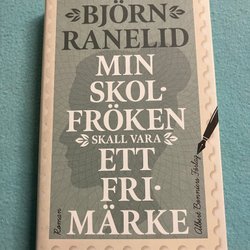 BJÖRN
RANELID
MIN
SKOL-
FRÖKEN
SKALL VARA
ETT
FRI-
MÄRKE
Roman
Albert Bonniers Förlag